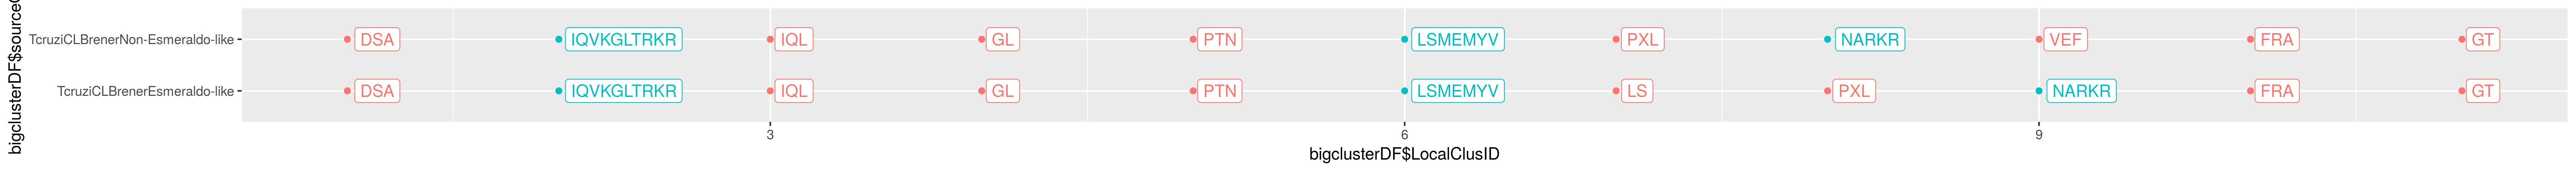 bigclusterDF$source
TcruziCLBrenerNon-Esmeraldo-like
DSA IQVKGLTRKR IQL GL PTN LSMEMYV PXL NARKR VEF FRA GT
TcruziCLBrenerEsmeraldo-like
DSA IQVKGLTRKR IQL GL PTN LSMEMYV LS PXL NARKR FRA GT
3 6 9
bigclusterDF$LocalClusID